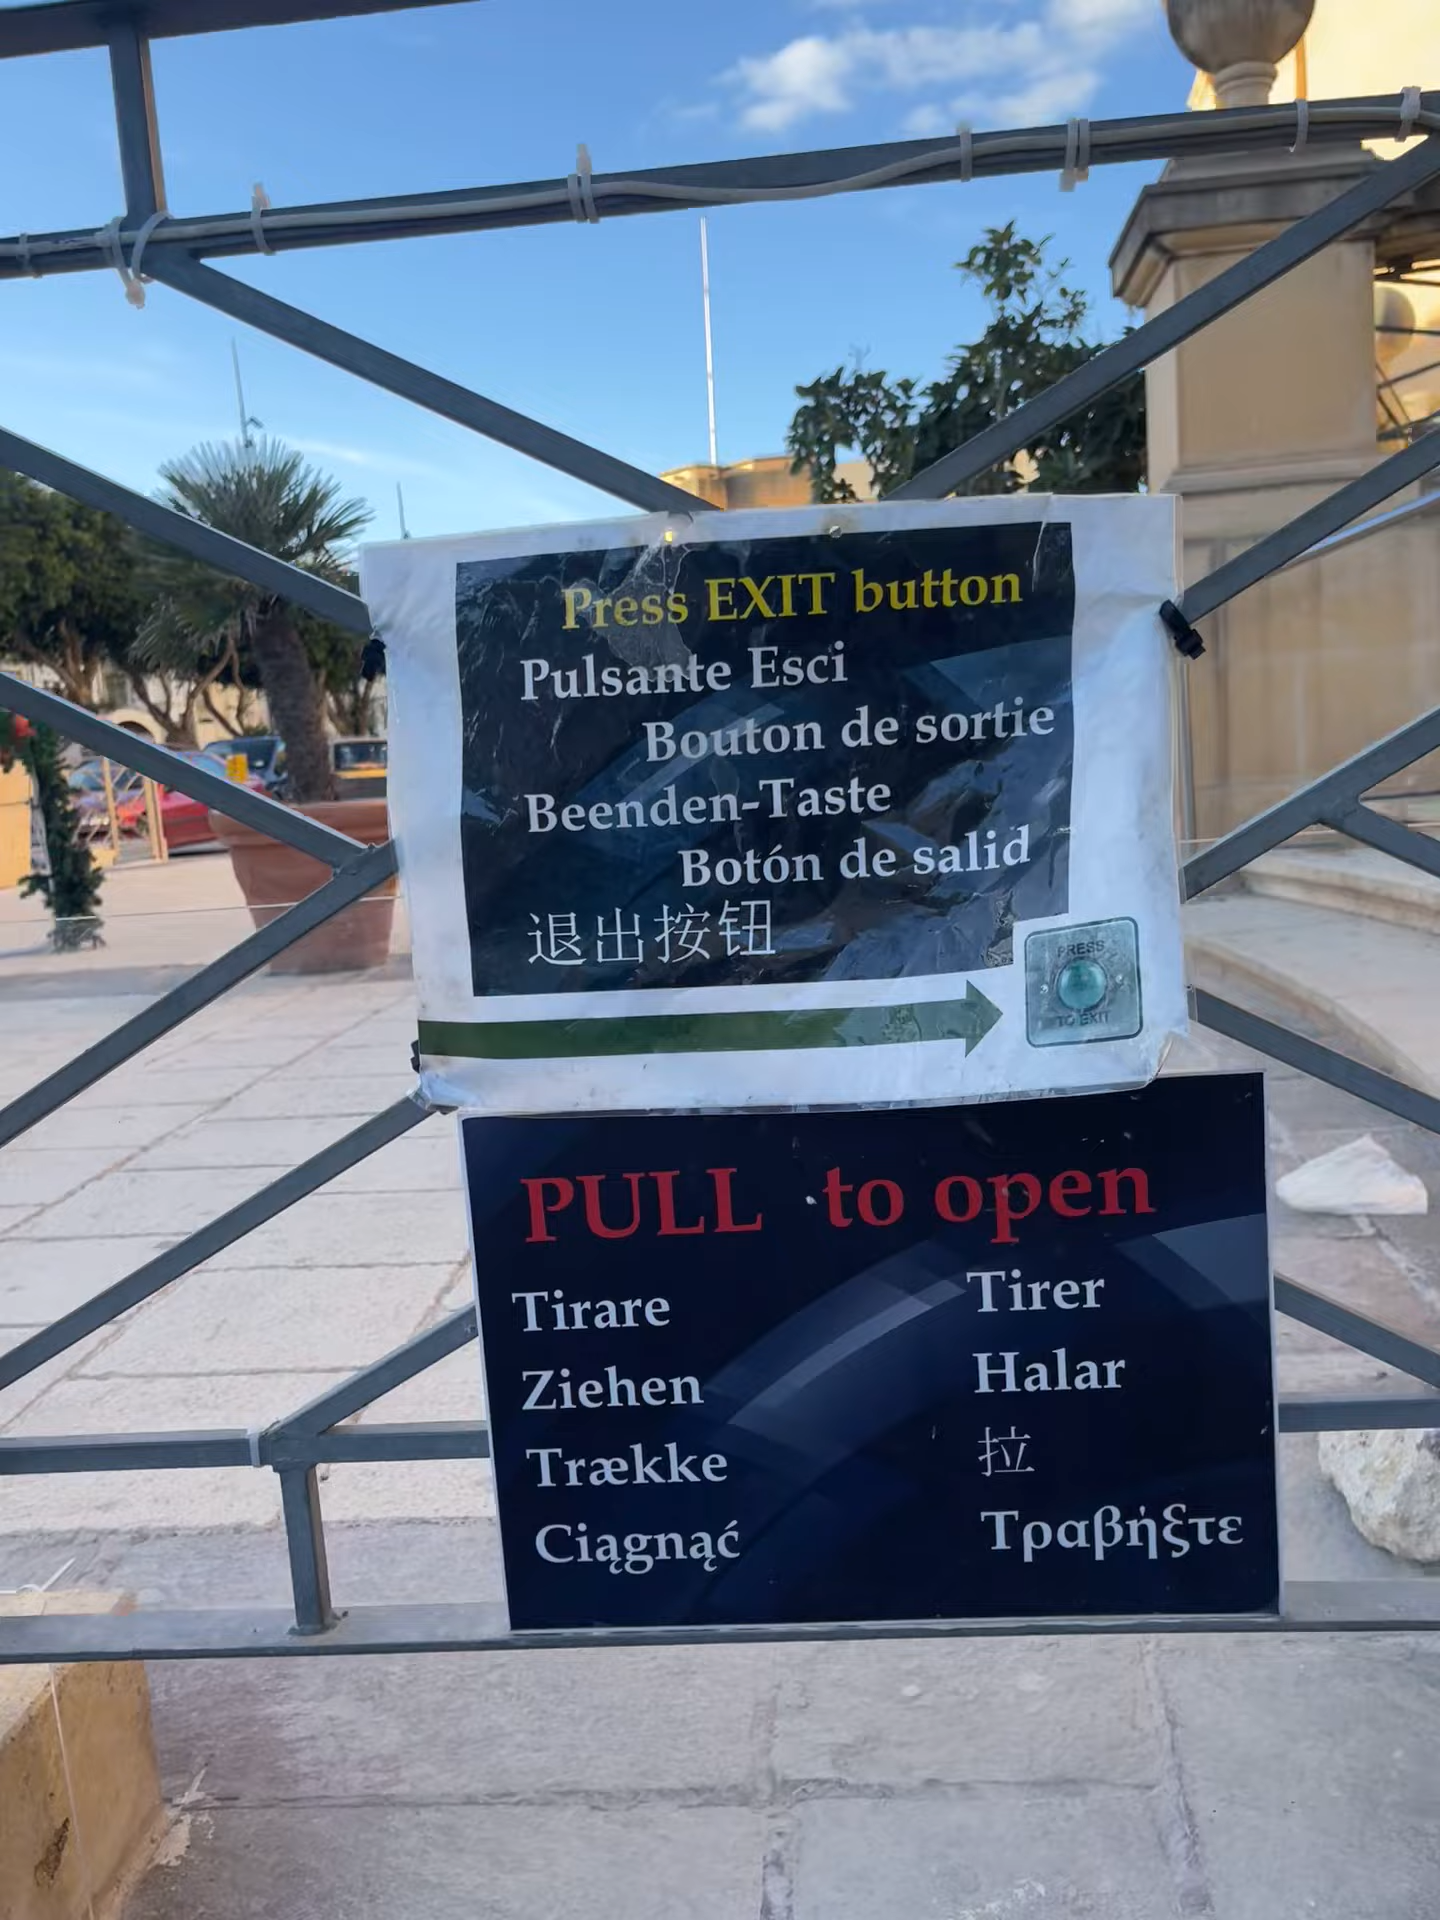 Press EXIT button
Pulsante Esci
Bouton de sortie
Beenden-Taste
Botón de salid
退出按钮
PRESS
TO EXIT
PULL to open
Tirare
Tirer
Ziehen
Halar
Trække
拉
Ciągnąć
Τραβήξτε